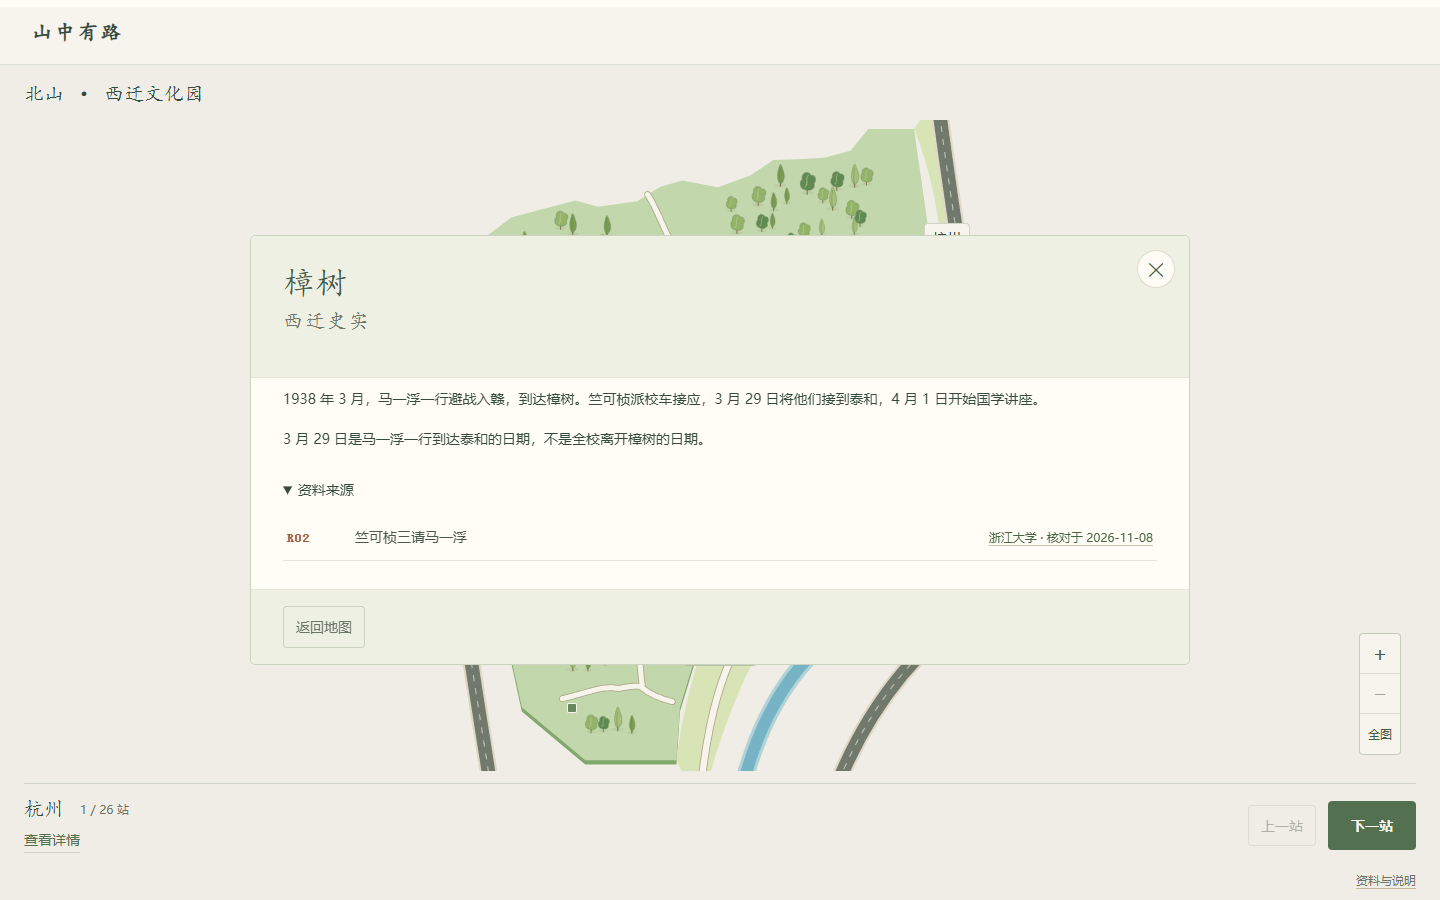 山中有路
北山 • 西迁文化园
樟树
西迁史实
1938 年 3 月，马一浮一行避战入赣，到达樟树。竺可桢派校车接应，3 月 29 日将他们接到泰和，4 月 1 日开始国学讲座。
3 月 29 日是马一浮一行到达泰和的日期，不是全校离开樟树的日期。
▼ 资料来源
R02 竺可桢三请马一浮 浙江大学 · 核对于 2026-11-08
返回地图
+
−
全图
杭州 1 / 26 站
查看详情
上一站 下一站
资料与说明